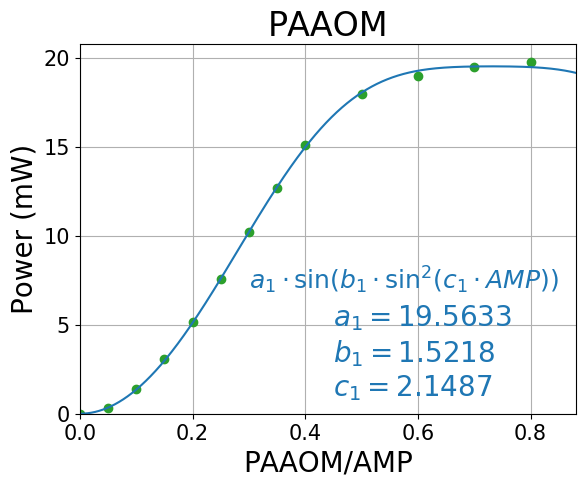 PAAOM
Power (mW)
20
15
10
5
0
a₁ · sin(b₁ · sin²(c₁ · AMP))
a₁ = 19.5633
b₁ = 1.5218
c₁ = 2.1487
0.0 0.2 0.4 0.6 0.8
PAAOM/AMP